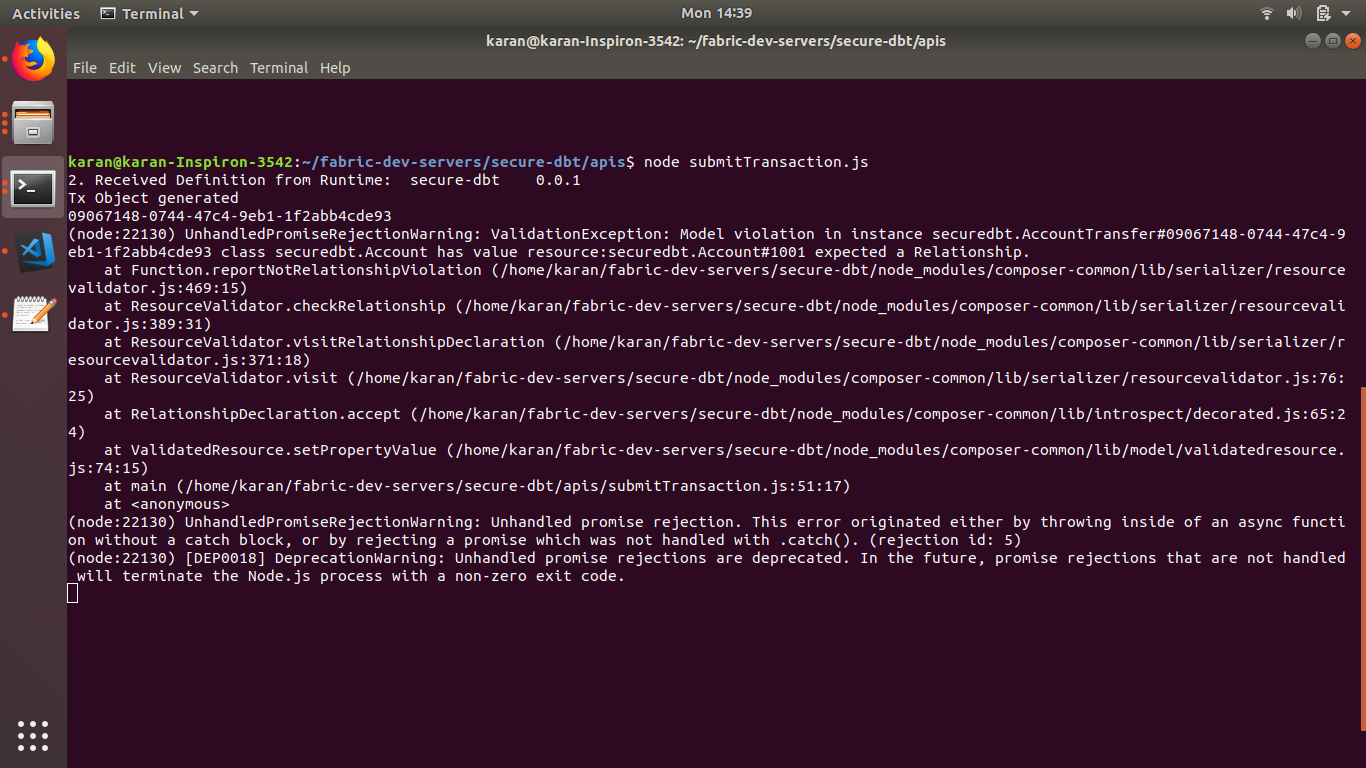 Activities Terminal Mon 14:39
karan@karan-Inspiron-3542: ~/fabric-dev-servers/secure-dbt/apis
File Edit View Search Terminal Help
karan@karan-Inspiron-3542:~/fabric-dev-servers/secure-dbt/apis$ node submitTransaction.js
2. Received Definition from Runtime:  secure-dbt    0.0.1
Tx Object generated
09067148-0744-47c4-9eb1-1f2abb4cde93
(node:22130) UnhandledPromiseRejectionWarning: ValidationException: Model violation in instance securedbt.AccountTransfer#09067148-0744-47c4-9
eb1-1f2abb4cde93 class securedbt.Account has value resource:securedbt.Account#1001 expected a Relationship.
    at Function.reportNotRelationshipViolation (/home/karan/fabric-dev-servers/secure-dbt/node_modules/composer-common/lib/serializer/resource
validator.js:469:15)
    at ResourceValidator.checkRelationship (/home/karan/fabric-dev-servers/secure-dbt/node_modules/composer-common/lib/serializer/resourcevali
dator.js:389:31)
    at ResourceValidator.visitRelationshipDeclaration (/home/karan/fabric-dev-servers/secure-dbt/node_modules/composer-common/lib/serializer/r
esourcevalidator.js:371:18)
    at ResourceValidator.visit (/home/karan/fabric-dev-servers/secure-dbt/node_modules/composer-common/lib/serializer/resourcevalidator.js:76:
25)
    at RelationshipDeclaration.accept (/home/karan/fabric-dev-servers/secure-dbt/node_modules/composer-common/lib/introspect/decorated.js:65:2
4)
    at ValidatedResource.setPropertyValue (/home/karan/fabric-dev-servers/secure-dbt/node_modules/composer-common/lib/model/validatedresource.
js:74:15)
    at main (/home/karan/fabric-dev-servers/secure-dbt/apis/submitTransaction.js:51:17)
    at <anonymous>
(node:22130) UnhandledPromiseRejectionWarning: Unhandled promise rejection. This error originated either by throwing inside of an async functi
on without a catch block, or by rejecting a promise which was not handled with .catch(). (rejection id: 5)
(node:22130) [DEP0018] DeprecationWarning: Unhandled promise rejections are deprecated. In the future, promise rejections that are not handled
 will terminate the Node.js process with a non-zero exit code.